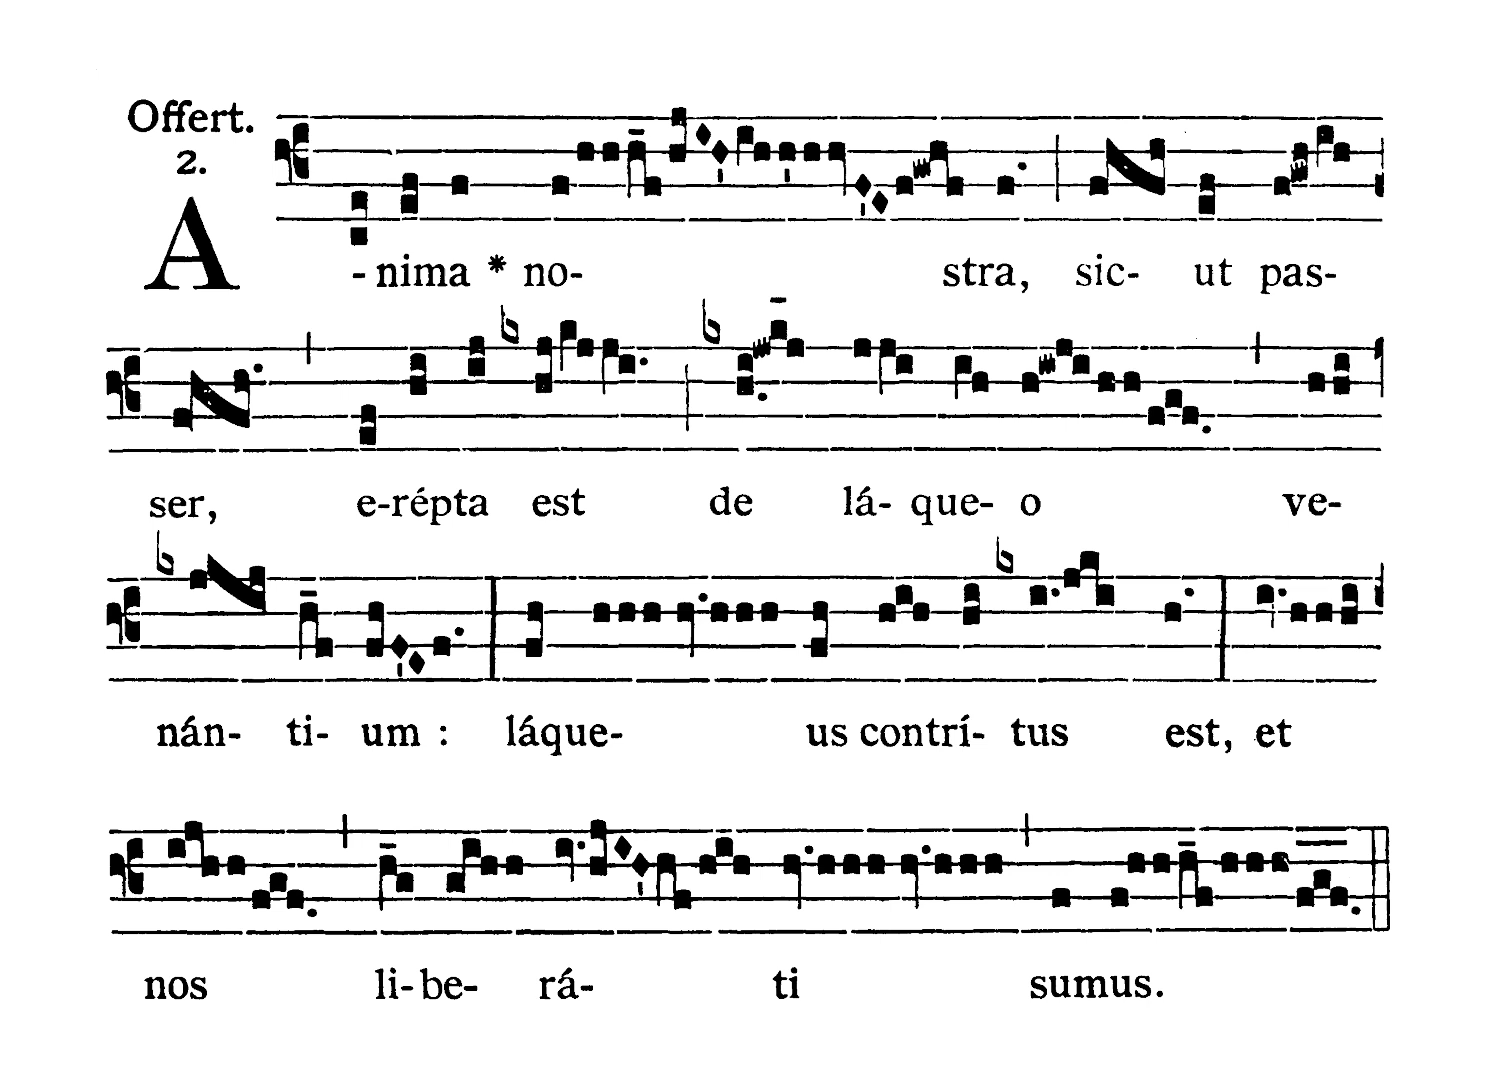 Offert.
2.
A-nima * no- stra, sic- ut pas-
ser, e-répta est de lá- que- o ve-
nán- ti- um : láque- us contrí- tus est, et
nos li-be- rá- ti sumus.